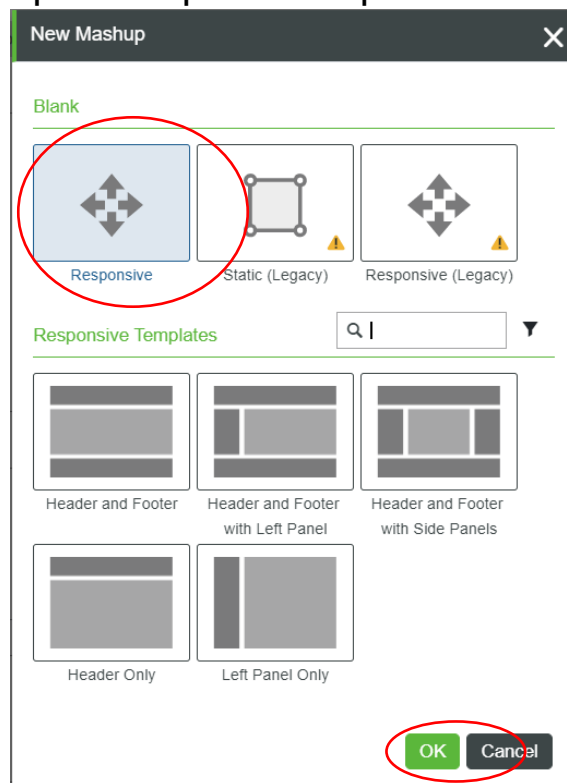 New Mashup
Blank
Responsive
Static (Legacy)
Responsive (Legacy)
Responsive Templates
Header and Footer
Header and Footer
with Left Panel
Header and Footer
with Side Panels
Header Only
Left Panel Only
OK
Cancel